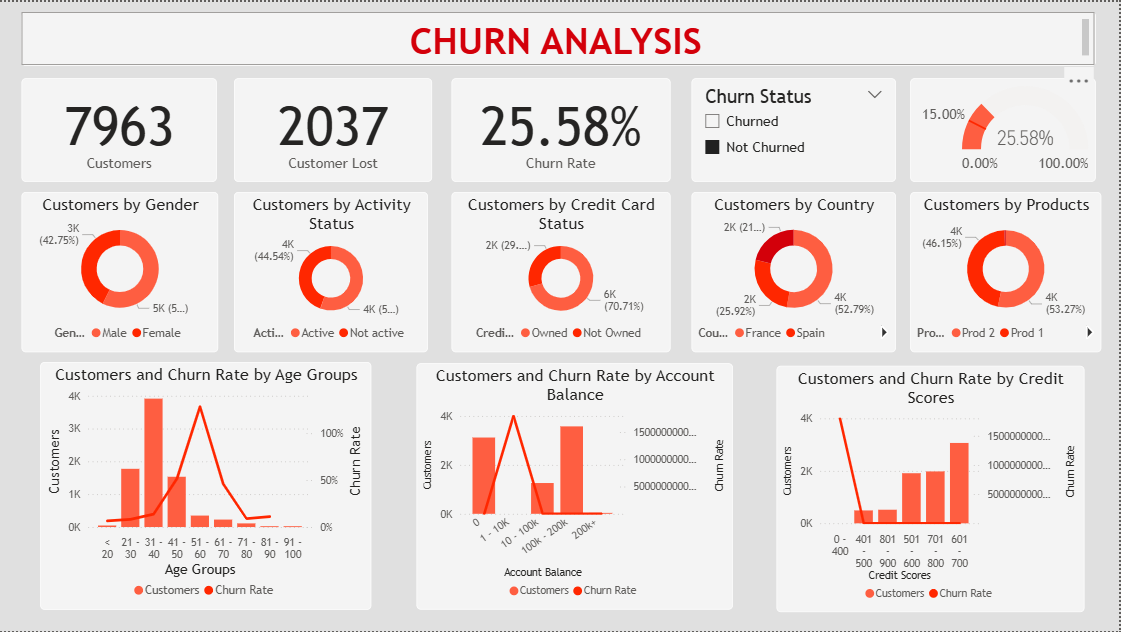 CHURN ANALYSIS
7963
Customers
2037
Customer Lost
25.58%
Churn Rate
Churn Status
Churned
Not Churned
15.00%
25.58%
0.00%
100.00%
Customers by Gender
3K
(42.75%)
5K (5...)
Gen...
Male
Female
Customers by Activity
Status
4K
(44.54%)
4K (5...)
Acti...
Active
Not active
Customers by Credit Card
Status
2K (29....)
6K
(70.71%)
Credi...
Owned
Not Owned
Customers by Country
2K (21...)
2K
(25.92%)
4K
(52.79%)
Cou...
France
Spain
Customers by Products
4K
(46.15%)
4K
(53.27%)
Pro...
Prod 2
Prod 1
Customers and Churn Rate by Age Groups
4K
3K
2K
1K
0K
Customers
100%
50%
0%
Churn Rate
<
20
21 -
30
31 -
40
41 -
50
51 -
60
61 -
70
71 -
80
81 -
90
91 -
100
Age Groups
Customers
Churn Rate
Customers and Churn Rate by Account
Balance
4K
2K
0K
Customers
1500000000...
1000000000...
5000000000...
Churn Rate
0
1 - 10K
10 - 100k
100k - 200k
200k+
Account Balance
Customers
Churn Rate
Customers and Churn Rate by Credit
Scores
4K
2K
0K
Customers
1500000000...
1000000000...
5000000000...
Churn Rate
0 -
400
401
-
500
801
-
900
501
-
600
701
-
800
601
-
700
Credit Scores
Customers
Churn Rate